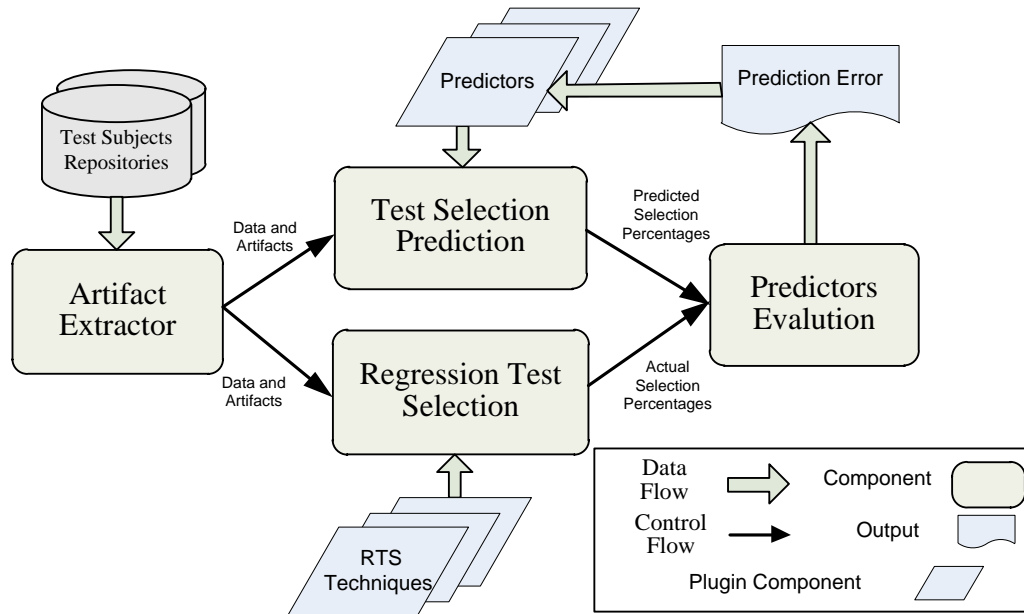 Predictors
Prediction Error
Test Subjects
Repositories
Test Selection
Prediction
Predicted
Selection
Percentages
Data and
Artifacts
Artifact
Extractor
Predictors
Evalution
Data and
Artifacts
Regression Test
Selection
Actual
Selection
Percentages
RTS
Techniques
Data
Flow
Component
Control
Flow
Output
Plugin Component